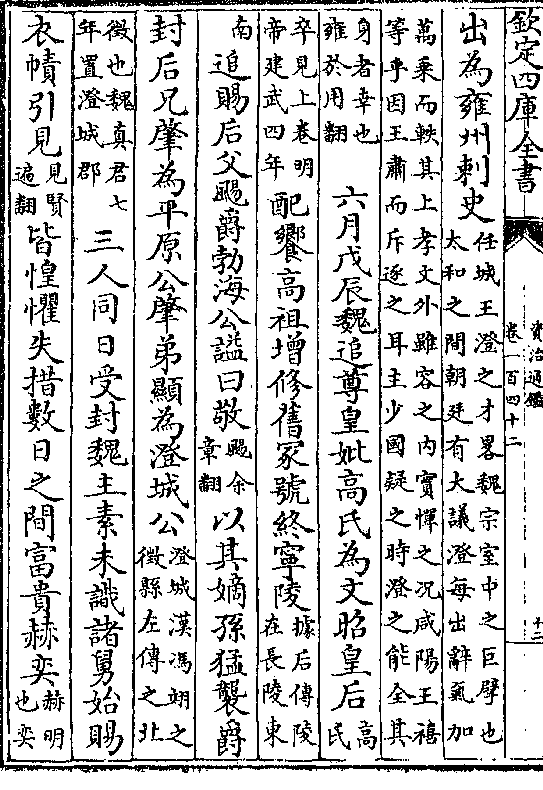 欽定四庫全書
資治通鑑
卷一百四十二
十二
出為雍州刺史
任城王澄之才畧魏宗室中之巨擘也
太和之間朝廷有大議澄每出辭氣加
萬乗而軼其上孝文外雖容之内實憚之况咸陽王禧
等乎因王肅而斥逐之耳主少國疑之時澄之能全其
身者幸也
雍於用翻
六月戊辰魏追尊皇妣高氏為文昭皇后
高
氏
卒見上卷明
帝建武四年
配饗高祖增修舊冢號終寧陵
據后傳陵
在長陵東
南
追賜后父颺爵勃海公諡曰敬
颺余
章翻
以其嫡孫猛襲爵
封后兄肇為平原公肇弟顯為澄城公
澄城漢馮翊之
徵縣左傳之北
徵也魏真君七
年置澄城郡
三人同日受封魏主素未識諸舅始賜
衣幘引見
見賢
遍翻
皆惶懼失措數日之間富貴赫奕
赫明
也奕